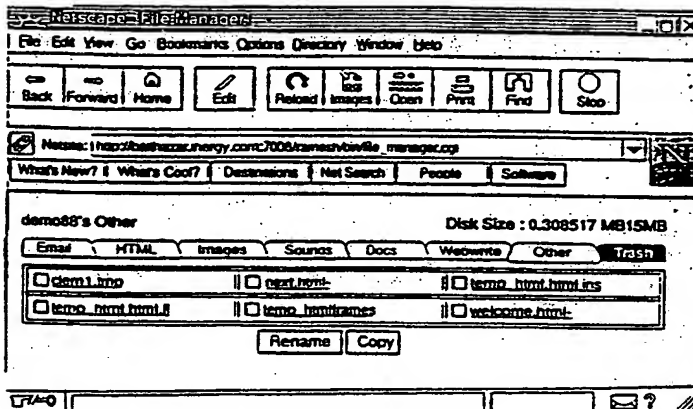 Netscape-[File Manager]
File Edit View Go Bookmarks Options Directory Window Help
Back Forward Home Edit Reload Images Open Print Find Stop
What's New? What's Cool? Destinations Net Search People Software
demo88's Other Disk Size : 0.308517 MB15MB
Email HTML Images Sounds Docs Webwrite Other Trash
next.html- temp_html.html.ins
temp_htmlframes welcome.html-
Rename Copy
?